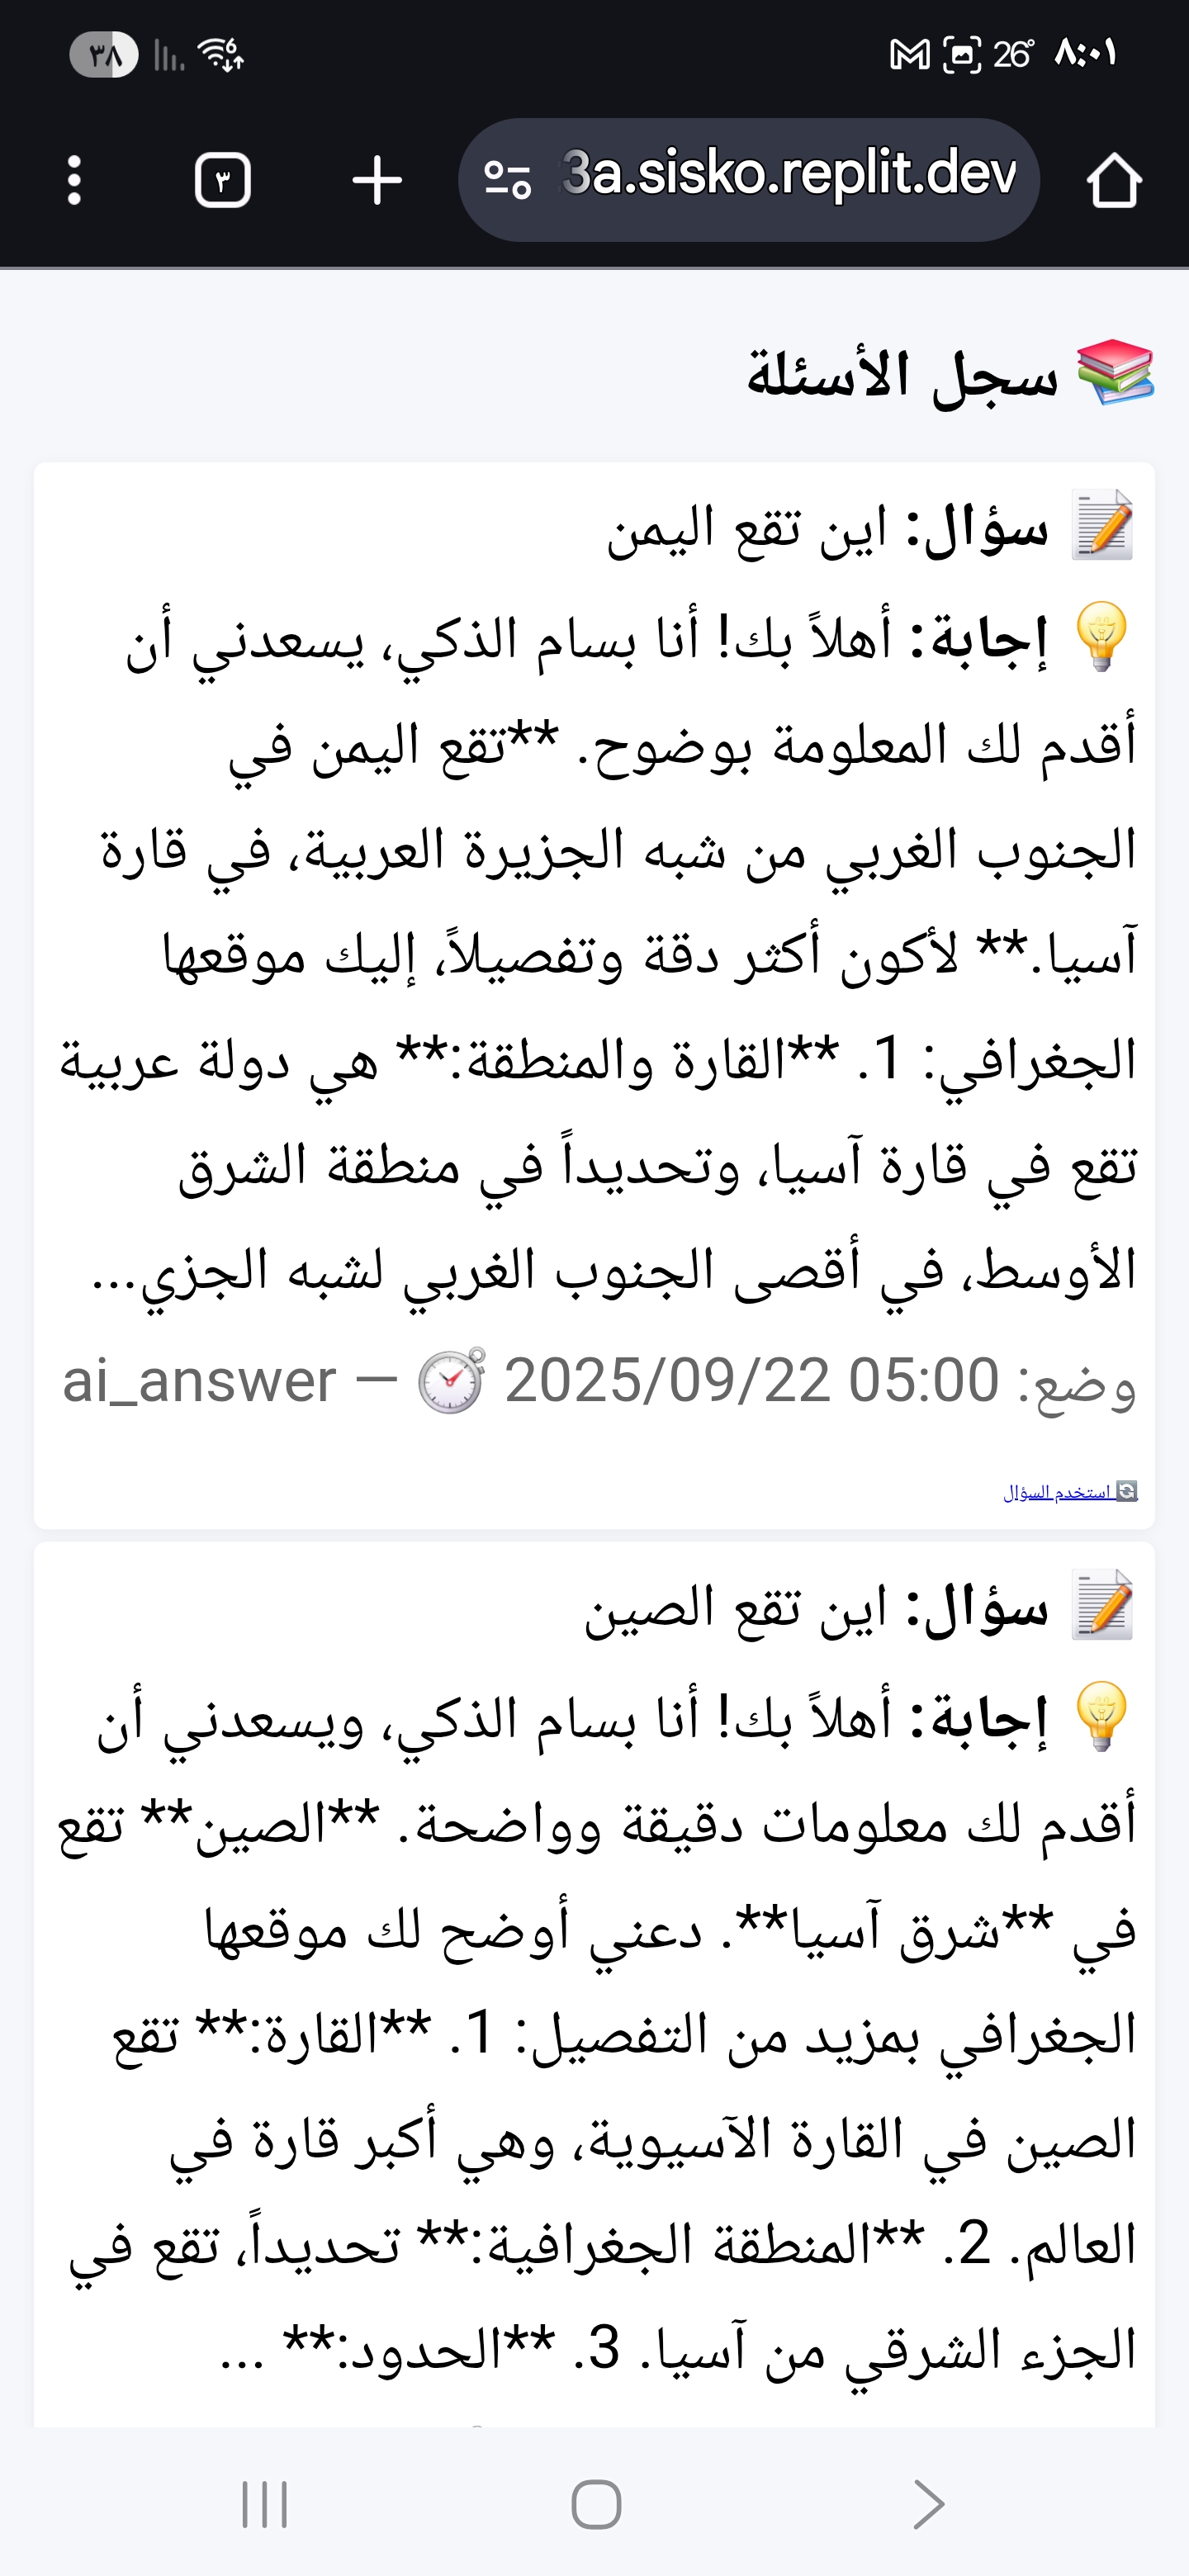 ٣٨
26° ٨:٠١
٣
3a.sisko.replit.dev
📚 سجل الأسئلة
📝 سؤال: اين تقع اليمن
💡 إجابة: أهلاً بك! أنا بسام الذكي، يسعدني أن
أقدم لك المعلومة بوضوح. **تقع اليمن في
الجنوب الغربي من شبه الجزيرة العربية، في قارة
آسيا.** لأكون أكثر دقة وتفصيلاً، إليك موقعها
الجغرافي: 1. **القارة والمنطقة:** هي دولة عربية
تقع في قارة آسيا، وتحديداً في منطقة الشرق
الأوسط، في أقصى الجنوب الغربي لشبه الجزي...
وضع: ai_answer — ⏱ 2025/09/22 05:00
🔄 استخدم السؤال
📝 سؤال: اين تقع الصين
💡 إجابة: أهلاً بك! أنا بسام الذكي، ويسعدني أن
أقدم لك معلومات دقيقة وواضحة. **الصين** تقع
في **شرق آسيا**. دعني أوضح لك موقعها
الجغرافي بمزيد من التفصيل: 1. **القارة:** تقع
الصين في القارة الآسيوية، وهي أكبر قارة في
العالم. 2. **المنطقة الجغرافية:** تحديداً، تقع في
الجزء الشرقي من آسيا. 3. **الحدود:** ...